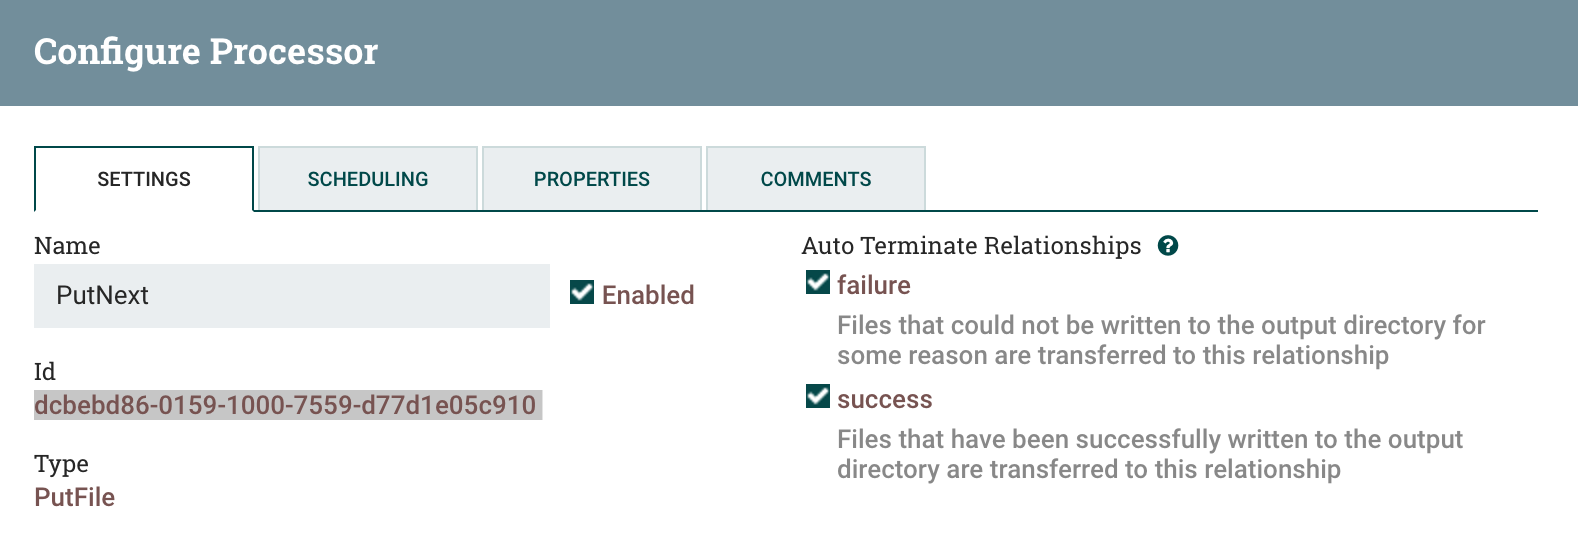 Configure Processor
SETTINGS
SCHEDULING
PROPERTIES
COMMENTS
Name
PutNext
Enabled
Id
dcbebd86-0159-1000-7559-d77d1e05c910
Type
PutFile
Auto Terminate Relationships ?
failure
Files that could not be written to the output directory for
some reason are transferred to this relationship
success
Files that have been successfully written to the output
directory are transferred to this relationship